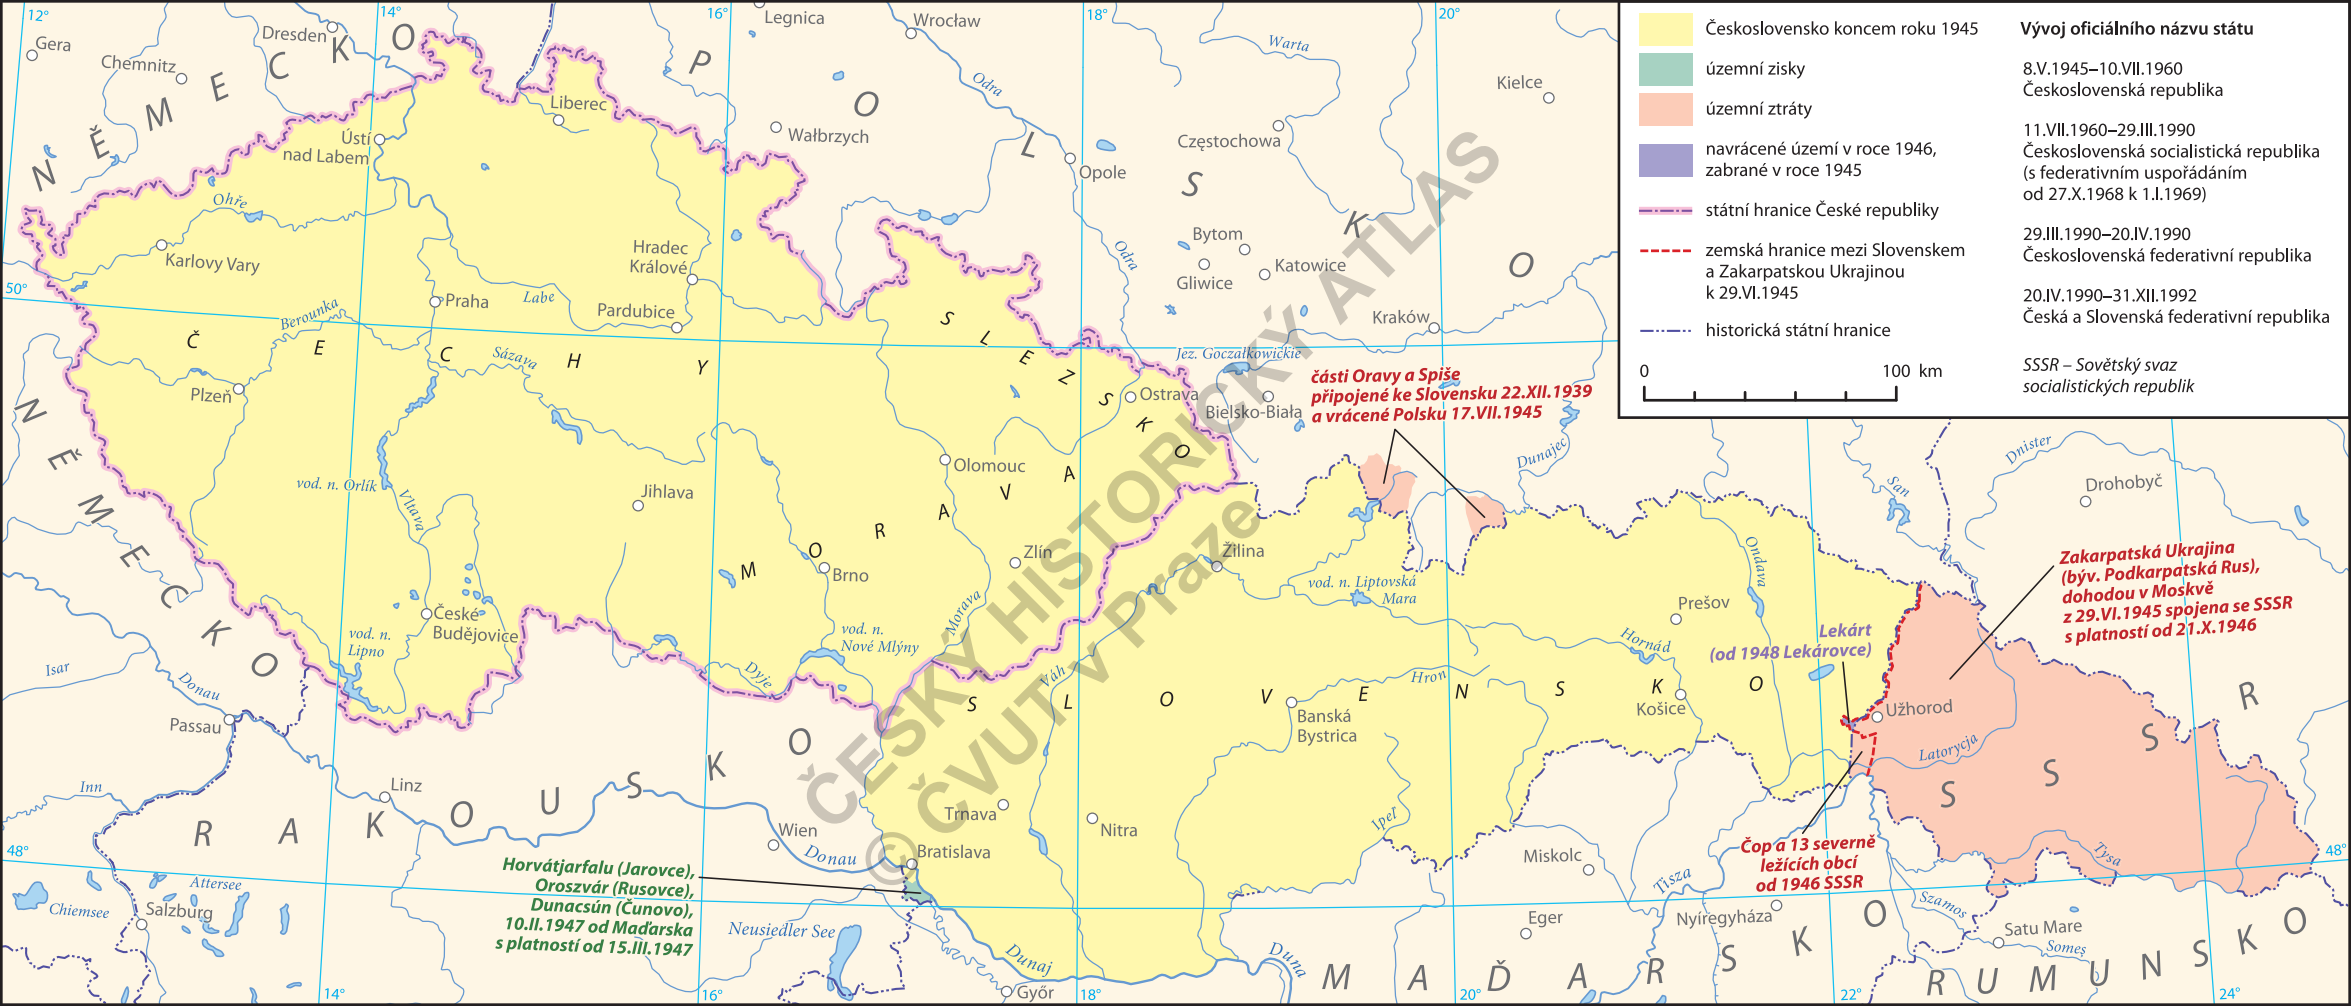 12°
14°
16°
18°
20°
Gera
Dresden
Chemnitz
Legnica
Wrocław
Warta
Kielce
NĚMECKO
POLSKO
Odra
Liberec
Ústí
nad Labem
Wałbrzych
Opole
Częstochowa
Ohře
Karlovy Vary
Hradec
Králové
Odra
Bytom
Gliwice
Katowice
50°
Praha
Labe
Pardubice
Kraków
Berounka
Sázava
ČECHY
SLEZSKO
Jez. Goczałkowickie
Plzeň
Ostrava
Bielsko-Biała
části Oravy a Spiše
připojené ke Slovensku 22.XII.1939
a vrácené Polsku 17.VII.1945
Dunajec
San
Dnister
Drohobyč
NĚMECKO
vod. n. Orlík
Vltava
Jihlava
Olomouc
MORAVA
Zlín
Brno
Žilina
Ondava
vod. n. Liptovská
Mara
Prešov
Hornád
České
Budějovice
vod. n.
Lipno
vod. n.
Nové Mlýny
Morava
Dyje
Váh
Hron
SLOVENSKO
Košice
Banská
Bystrica
Lekárt
(od 1948 Lekárovce)
Zakarpatská Ukrajina
(býv. Podkarpatská Rus),
dohodou v Moskvě
z 29.VI.1945 spojena se SSSR
s platností od 21.X.1946
Užhorod
Latorycja
SSSR
Isar
Donau
Passau
Inn
Linz
RAKOUSKO
Wien
Donau
Trnava
Nitra
Bratislava
Ipeľ
Miskolc
Tisza
Čop a 13 severně
ležících obcí
od 1946 SSSR
Tysa
48°
48°
Attersee
Chiemsee
Salzburg
Horvátjarfalu (Jarovce),
Oroszvár (Rusovce),
Dunacsún (Čunovo),
10.II.1947 od Maďarska
s platností od 15.III.1947
Neusiedler See
Dunaj
Győr
Duna
Eger
Nyíregyháza
Szamos
Satu Mare
Someș
MAĎARSKO
RUMUNSKO
14°
16°
18°
20°
22°
24°
Československo koncem roku 1945
územní zisky
územní ztráty
navrácené území v roce 1946,
zabrané v roce 1945
státní hranice České republiky
zemská hranice mezi Slovenskem
a Zakarpatskou Ukrajinou
k 29.VI.1945
historická státní hranice
0 100 km
Vývoj oficiálního názvu státu
8.V.1945–10.VII.1960
Československá republika
11.VII.1960–29.III.1990
Československá socialistická republika
(s federativním uspořádáním
od 27.X.1968 k 1.I.1969)
29.III.1990–20.IV.1990
Československá federativní republika
20.IV.1990–31.XII.1992
Česká a Slovenská federativní republika
SSSR – Sovětský svaz
socialistických republik
ČESKÝ HISTORICKÝ ATLAS
© ČVUT v Praze